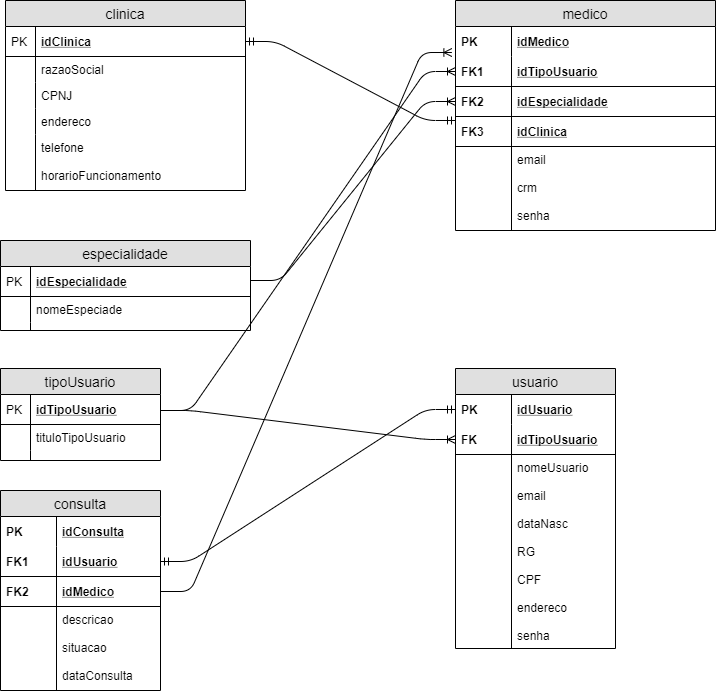 clinica
PK idClinica
razaoSocial
CPNJ
endereco
telefone
horarioFuncionamento
medico
PK idMedico
FK1 idTipoUsuario
FK2 idEspecialidade
FK3 idClinica
email
crm
senha
especialidade
PK idEspecialidade
nomeEspeciade
tipoUsuario
PK idTipoUsuario
tituloTipoUsuario
usuario
PK idUsuario
FK idTipoUsuario
nomeUsuario
email
dataNasc
RG
CPF
endereco
senha
consulta
PK idConsulta
FK1 idUsuario
FK2 idMedico
descricao
situacao
dataConsulta